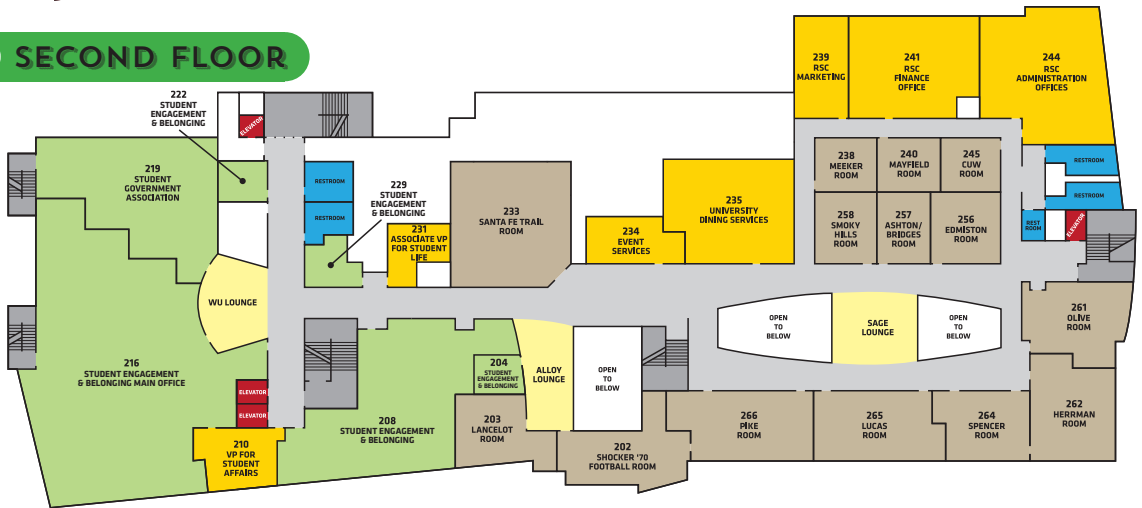 SECOND FLOOR
222
STUDENT
ENGAGEMENT
& BELONGING
ELEVATOR
219
STUDENT
GOVERNMENT
ASSOCIATION
RESTROOM
RESTROOM
229
STUDENT
ENGAGEMENT
& BELONGING
231
ASSOCIATE VP
FOR STUDENT
LIFE
233
SANTA FE TRAIL
ROOM
234
EVENT
SERVICES
235
UNIVERSITY
DINING SERVICES
239
RSC
MARKETING
241
RSC
FINANCE
OFFICE
244
RSC
ADMINISTRATION
OFFICES
238
MEEKER
ROOM
240
MAYFIELD
ROOM
245
CUW
ROOM
258
SMOKY
HILLS
ROOM
257
ASHTON/
BRIDGES
ROOM
256
EDMISTON
ROOM
RESTROOM
RESTROOM
REST
ROOM
ELEVATOR
WU LOUNGE
216
STUDENT ENGAGEMENT
& BELONGING MAIN OFFICE
ELEVATOR
ELEVATOR
210
VP FOR
STUDENT
AFFAIRS
208
STUDENT ENGAGEMENT
& BELONGING
204
STUDENT
ENGAGEMENT
& BELONGING
203
LANCELOT
ROOM
ALLOY
LOUNGE
OPEN
TO
BELOW
202
SHOCKER '70
FOOTBALL ROOM
OPEN
TO
BELOW
SAGE
LOUNGE
OPEN
TO
BELOW
261
OLIVE
ROOM
266
PIKE
ROOM
265
LUCAS
ROOM
264
SPENCER
ROOM
262
HERRMAN
ROOM